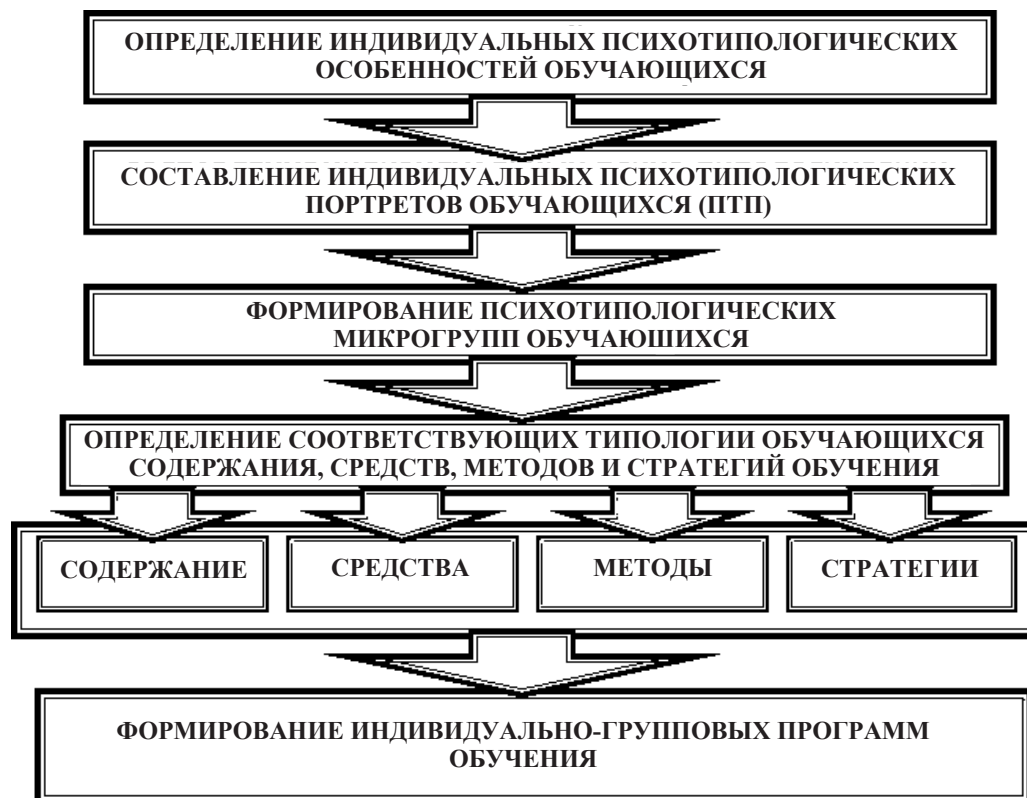 ОПРЕДЕЛЕНИЕ ИНДИВИДУАЛЬНЫХ ПСИХОТИПОЛОГИЧЕСКИХ
ОСОБЕННОСТЕЙ ОБУЧАЮЩИХСЯ
СОСТАВЛЕНИЕ ИНДИВИДУАЛЬНЫХ ПСИХОТИПОЛОГИЧЕСКИХ
ПОРТРЕТОВ ОБУЧАЮЩИХСЯ (ПТП)
ФОРМИРОВАНИЕ ПСИХОТИПОЛОГИЧЕСКИХ
МИКРОГРУПП ОБУЧАЮШИХСЯ
ОПРЕДЕЛЕНИЕ СООТВЕТСТВУЮЩИХ ТИПОЛОГИИ ОБУЧАЮЩИХСЯ
СОДЕРЖАНИЯ, СРЕДСТВ, МЕТОДОВ И СТРАТЕГИЙ ОБУЧЕНИЯ
СОДЕРЖАНИЕ
СРЕДСТВА
МЕТОДЫ
СТРАТЕГИИ
ФОРМИРОВАНИЕ ИНДИВИДУАЛЬНО-ГРУППОВЫХ ПРОГРАММ
ОБУЧЕНИЯ